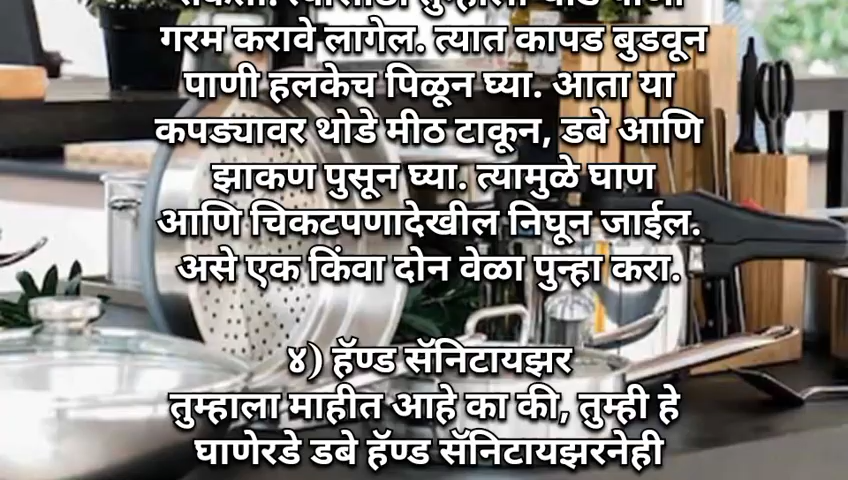 गरम करावे लागेल. त्यात कापड बुडवून
पाणी हलकेच पिळून घ्या. आता या
कपड्यावर थोडे मीठ टाकून, डबे आणि
झाकण पुसून घ्या. त्यामुळे घाण
आणि चिकटपणादेखील निघून जाईल.
असे एक किंवा दोन वेळा पुन्हा करा.
४) हॅण्ड सॅनिटायझर
तुम्हाला माहीत आहे का की, तुम्ही हे
घाणेरडे डबे हॅण्ड सॅनिटायझरनेही